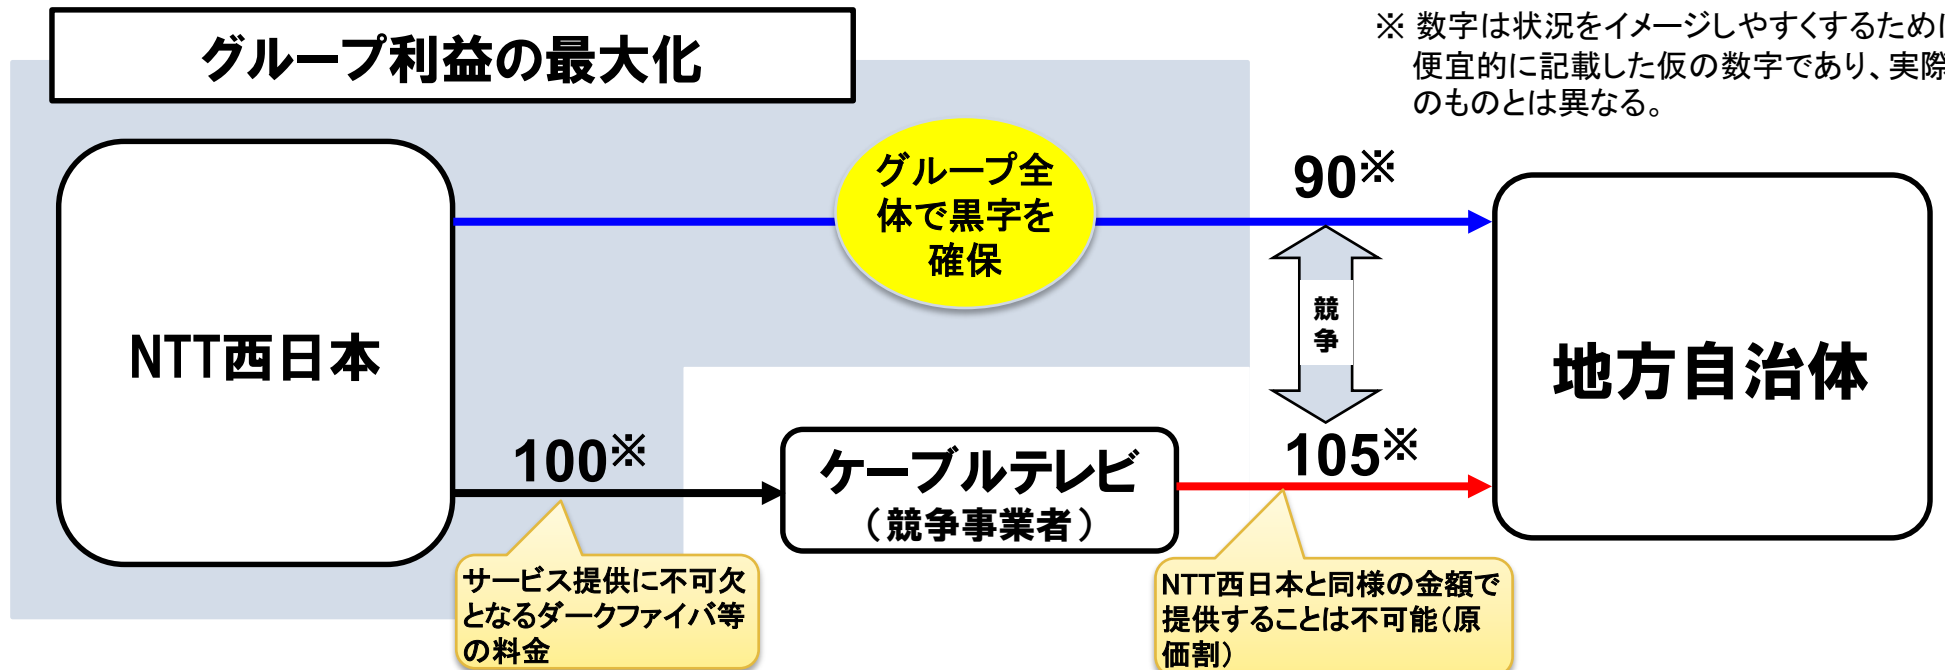 グループ利益の最大化
※ 数字は状況をイメージしやすくするために
便宜的に記載した仮の数字であり、実際
のものとは異なる。
グループ全
体で黒字を
確保
90※
NTT西日本
競
争
地方自治体
100※
ケーブルテレビ
（競争事業者）
105※
サービス提供に不可欠
となるダークファイバ等
の料金
NTT西日本と同様の金額で
提供することは不可能（原
価割）